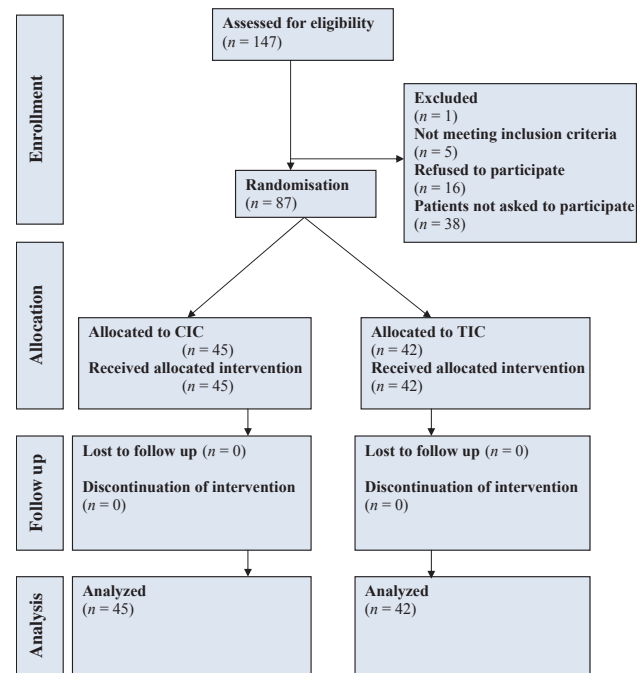 Enrollment
Assessed for eligibility
(n = 147)
Excluded
(n = 1)
Not meeting inclusion criteria
(n = 5)
Refused to participate
(n = 16)
Patients not asked to participate
(n = 38)
Randomisation
(n = 87)
Allocation
Allocated to CIC
(n = 45)
Received allocated intervention
(n = 45)
Allocated to TIC
(n = 42)
Received allocated intervention
(n = 42)
Follow up
Lost to follow up (n = 0)
Discontinuation of intervention
(n = 0)
Lost to follow up (n = 0)
Discontinuation of intervention
(n = 0)
Analysis
Analyzed
(n = 45)
Analyzed
(n = 42)